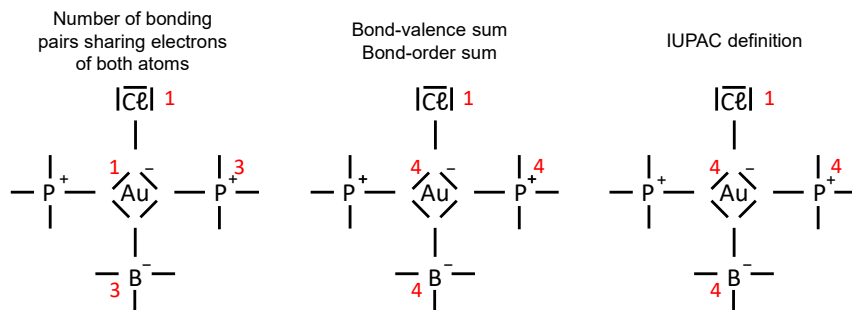 Number of bonding
pairs sharing electrons
of both atoms
Bond-valence sum
Bond-order sum
IUPAC definition
|Cℓ| 1
|Cℓ| 1
|Cℓ| 1
1 − 3
4 − 4
4 − 4
P+ Au P+
P+ Au P+
P+ Au P+
B−
3
B−
4
B−
4